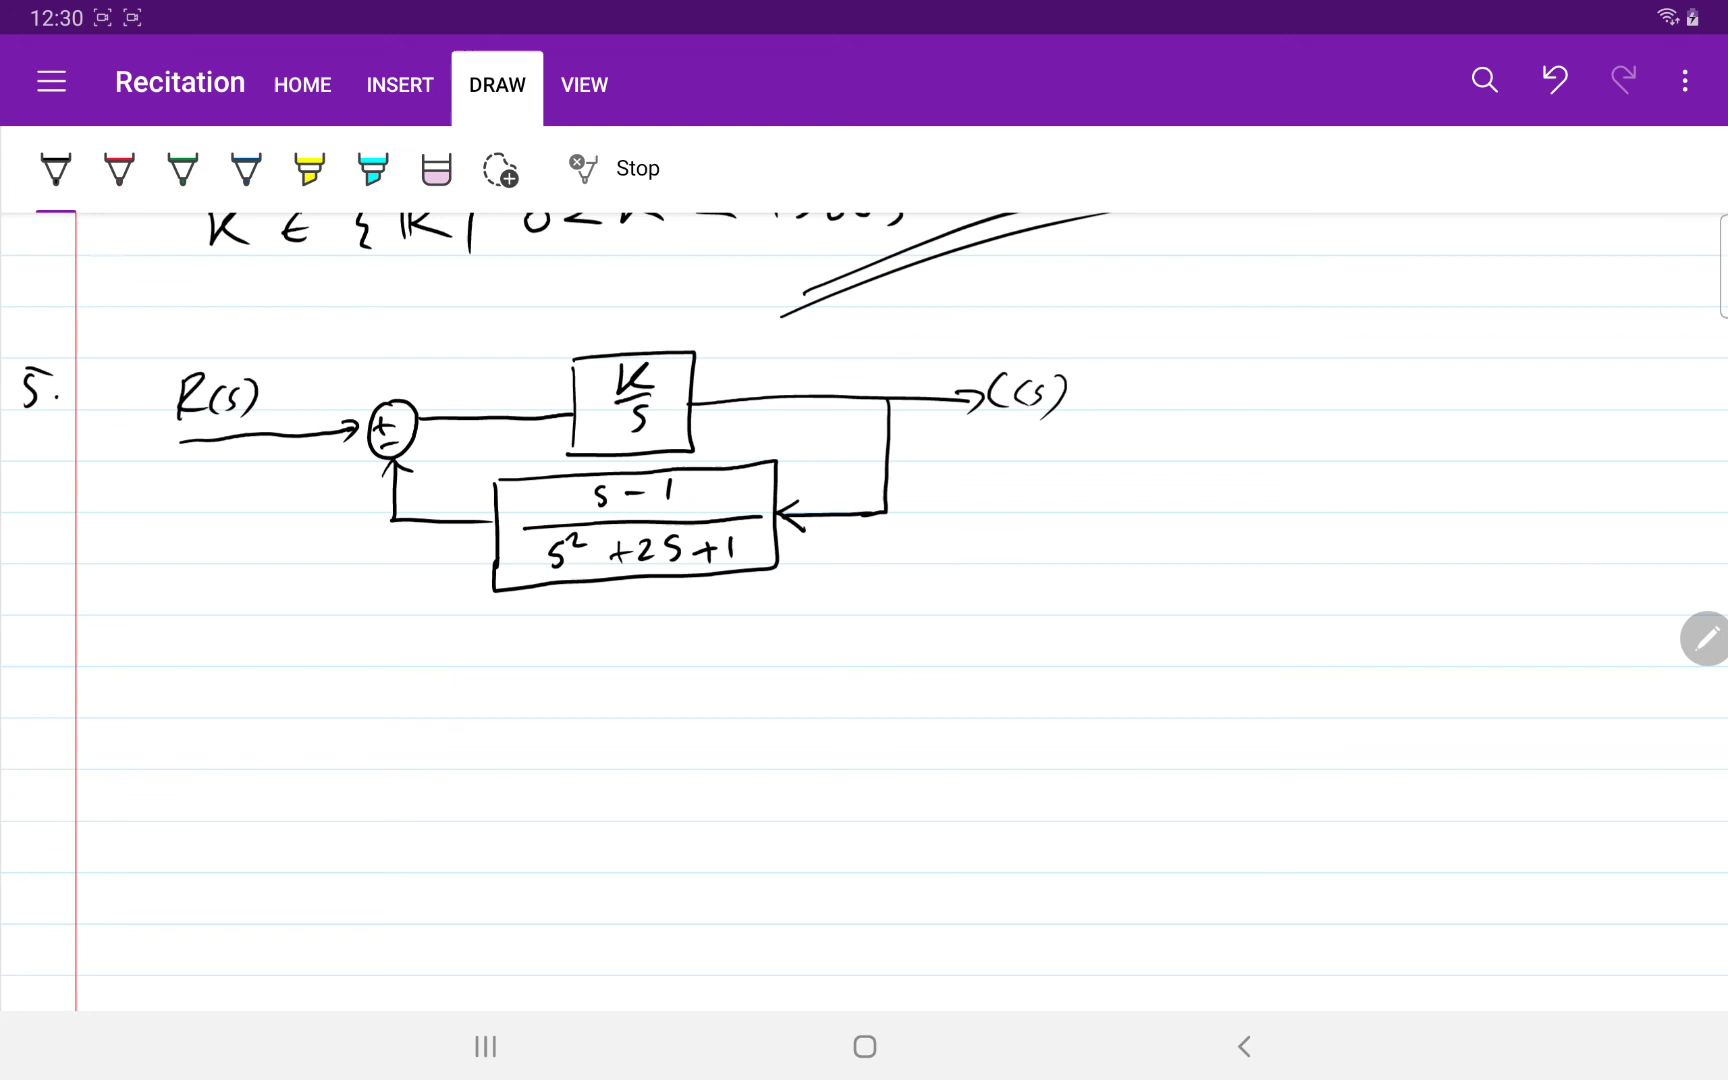 12:30
Recitation HOME INSERT DRAW VIEW
Stop
K ∈ {K |
5. R(s) + − K/s C(s)
s - 1
s² + 2s + 1